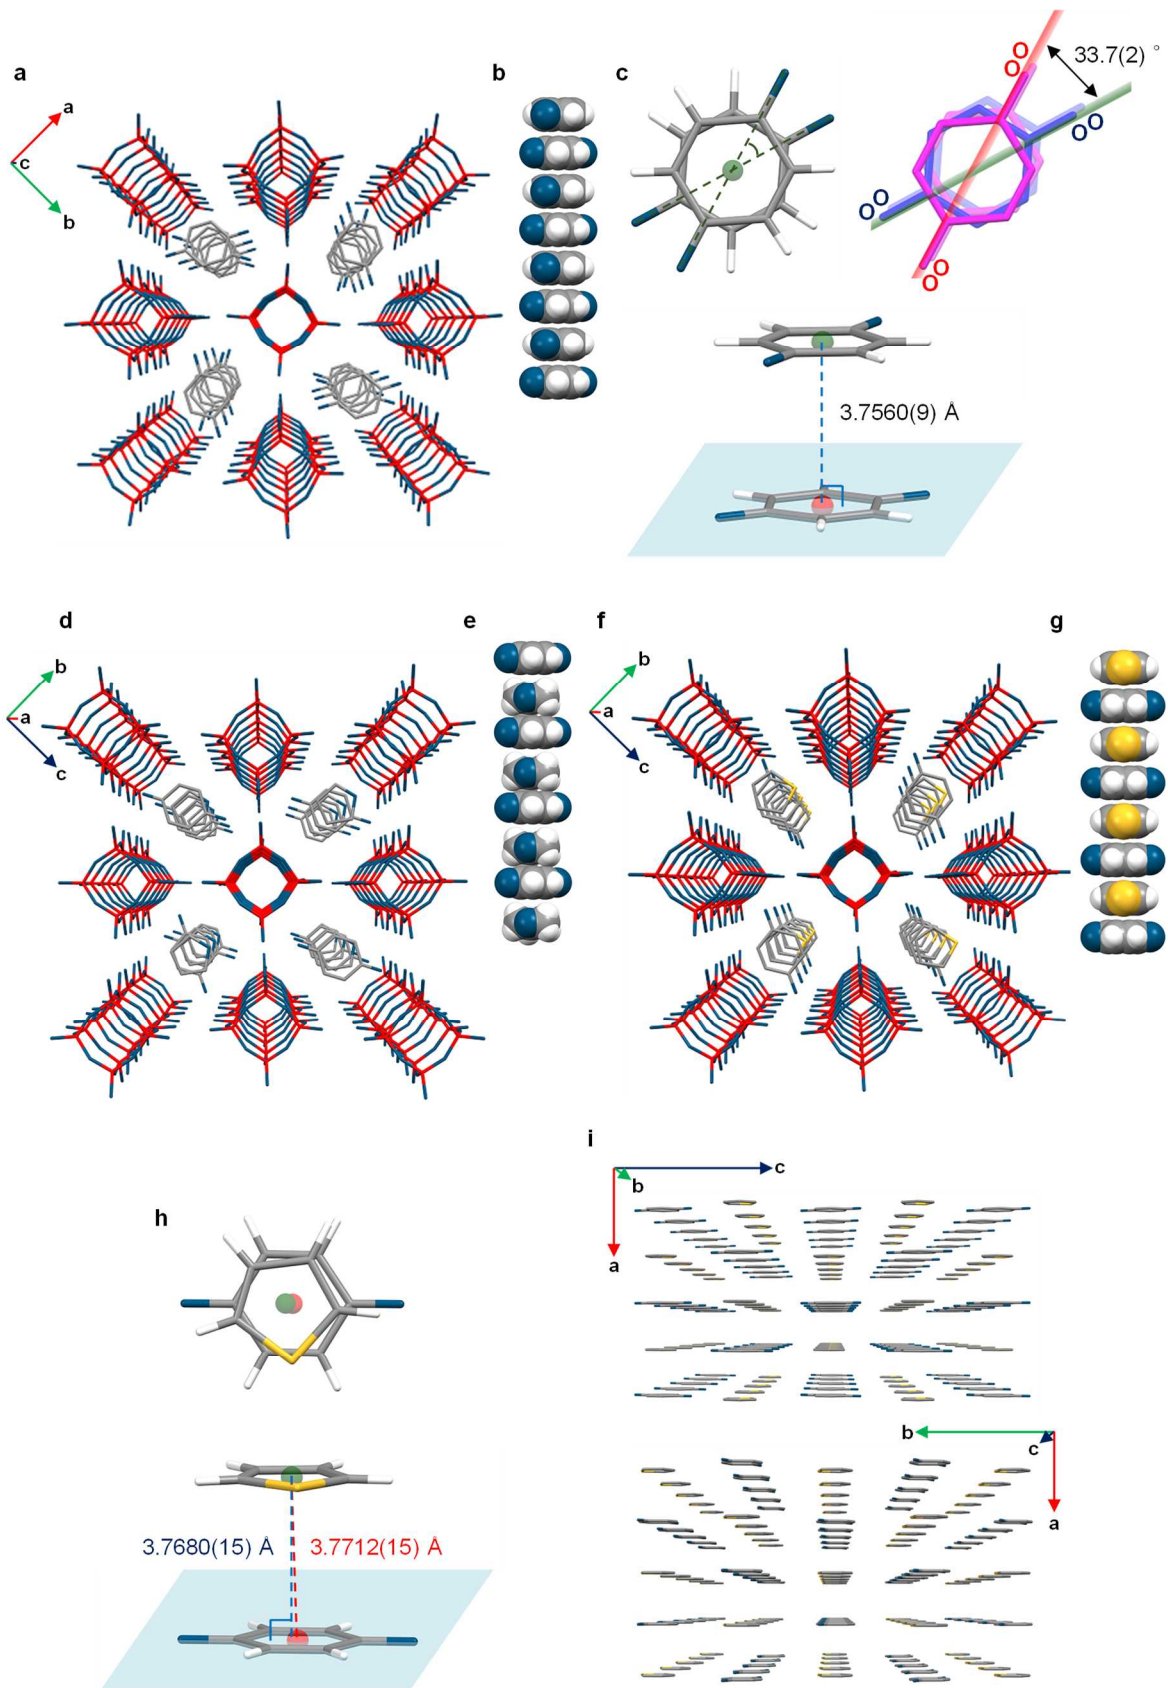 a
a
c
b
b
c
O
O
33.7(2) °
O
O
O
O
O
O
3.7560(9) Å
d
b
a
c
e
f
b
a
c
g
h
3.7680(15) Å
3.7712(15) Å
i
c
b
a
b
c
a